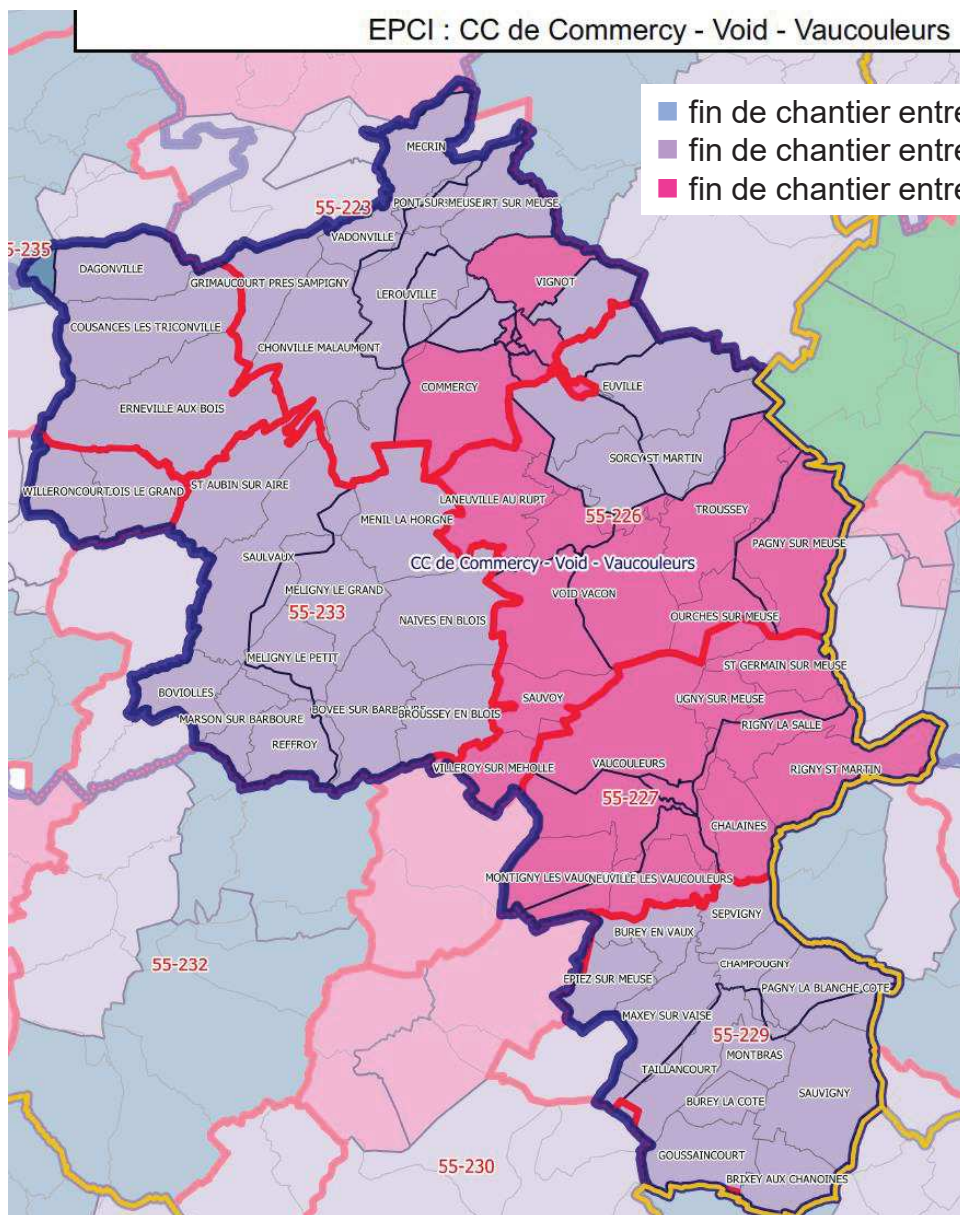 EPCI : CC de Commercy - Void - Vaucouleurs
fin de chantier entre
fin de chantier entre
fin de chantier entre
MECRIN
55-223
PONT SUR MEUSE
RT SUR MEUSE
VADONVILLE
5-235
DAGONVILLE
GRIMAUCOURT PRES SAMPIGNY
VIGNOT
LEROUVILLE
COUSANCES LES TRICONVILLE
CHONVILLE MALAUMONT
COMMERCY
EUVILLE
ERNEVILLE AUX BOIS
SORCY ST MARTIN
WILLERONCOURT
OIS LE GRAND
ST AUBIN SUR AIRE
LANEUVILLE AU RUPT
TROUSSEY
MENIL LA HORGNE
55-226
PAGNY SUR MEUSE
SAULVAUX
CC de Commercy - Void - Vaucouleurs
MELIGNY LE GRAND
VOID VACON
55-233
NAIVES EN BLOIS
OURCHES SUR MEUSE
MELIGNY LE PETIT
ST GERMAIN SUR MEUSE
BOVIOLLES
SAUVOY
UGNY SUR MEUSE
BOVEE SUR BARBOURE
BROUSSEY EN BLOIS
MARSON SUR BARBOURE
RIGNY LA SALLE
REFFROY
VILLEROY SUR MEHOLLE
VAUCOULEURS
RIGNY ST MARTIN
55-227
CHALAINES
MONTIGNY LES VAUC
NEUVILLE LES VAUCOULEURS
SEPVIGNY
BUREY EN VAUX
55-232
CHAMPOUGNY
EPIEZ SUR MEUSE
PAGNY LA BLANCHE COTE
MAXEY SUR VAISE
55-229
MONTBRAS
TAILLANCOURT
SAUVIGNY
BUREY LA COTE
GOUSSAINCOURT
55-230
BRIXEY AUX CHANOINES